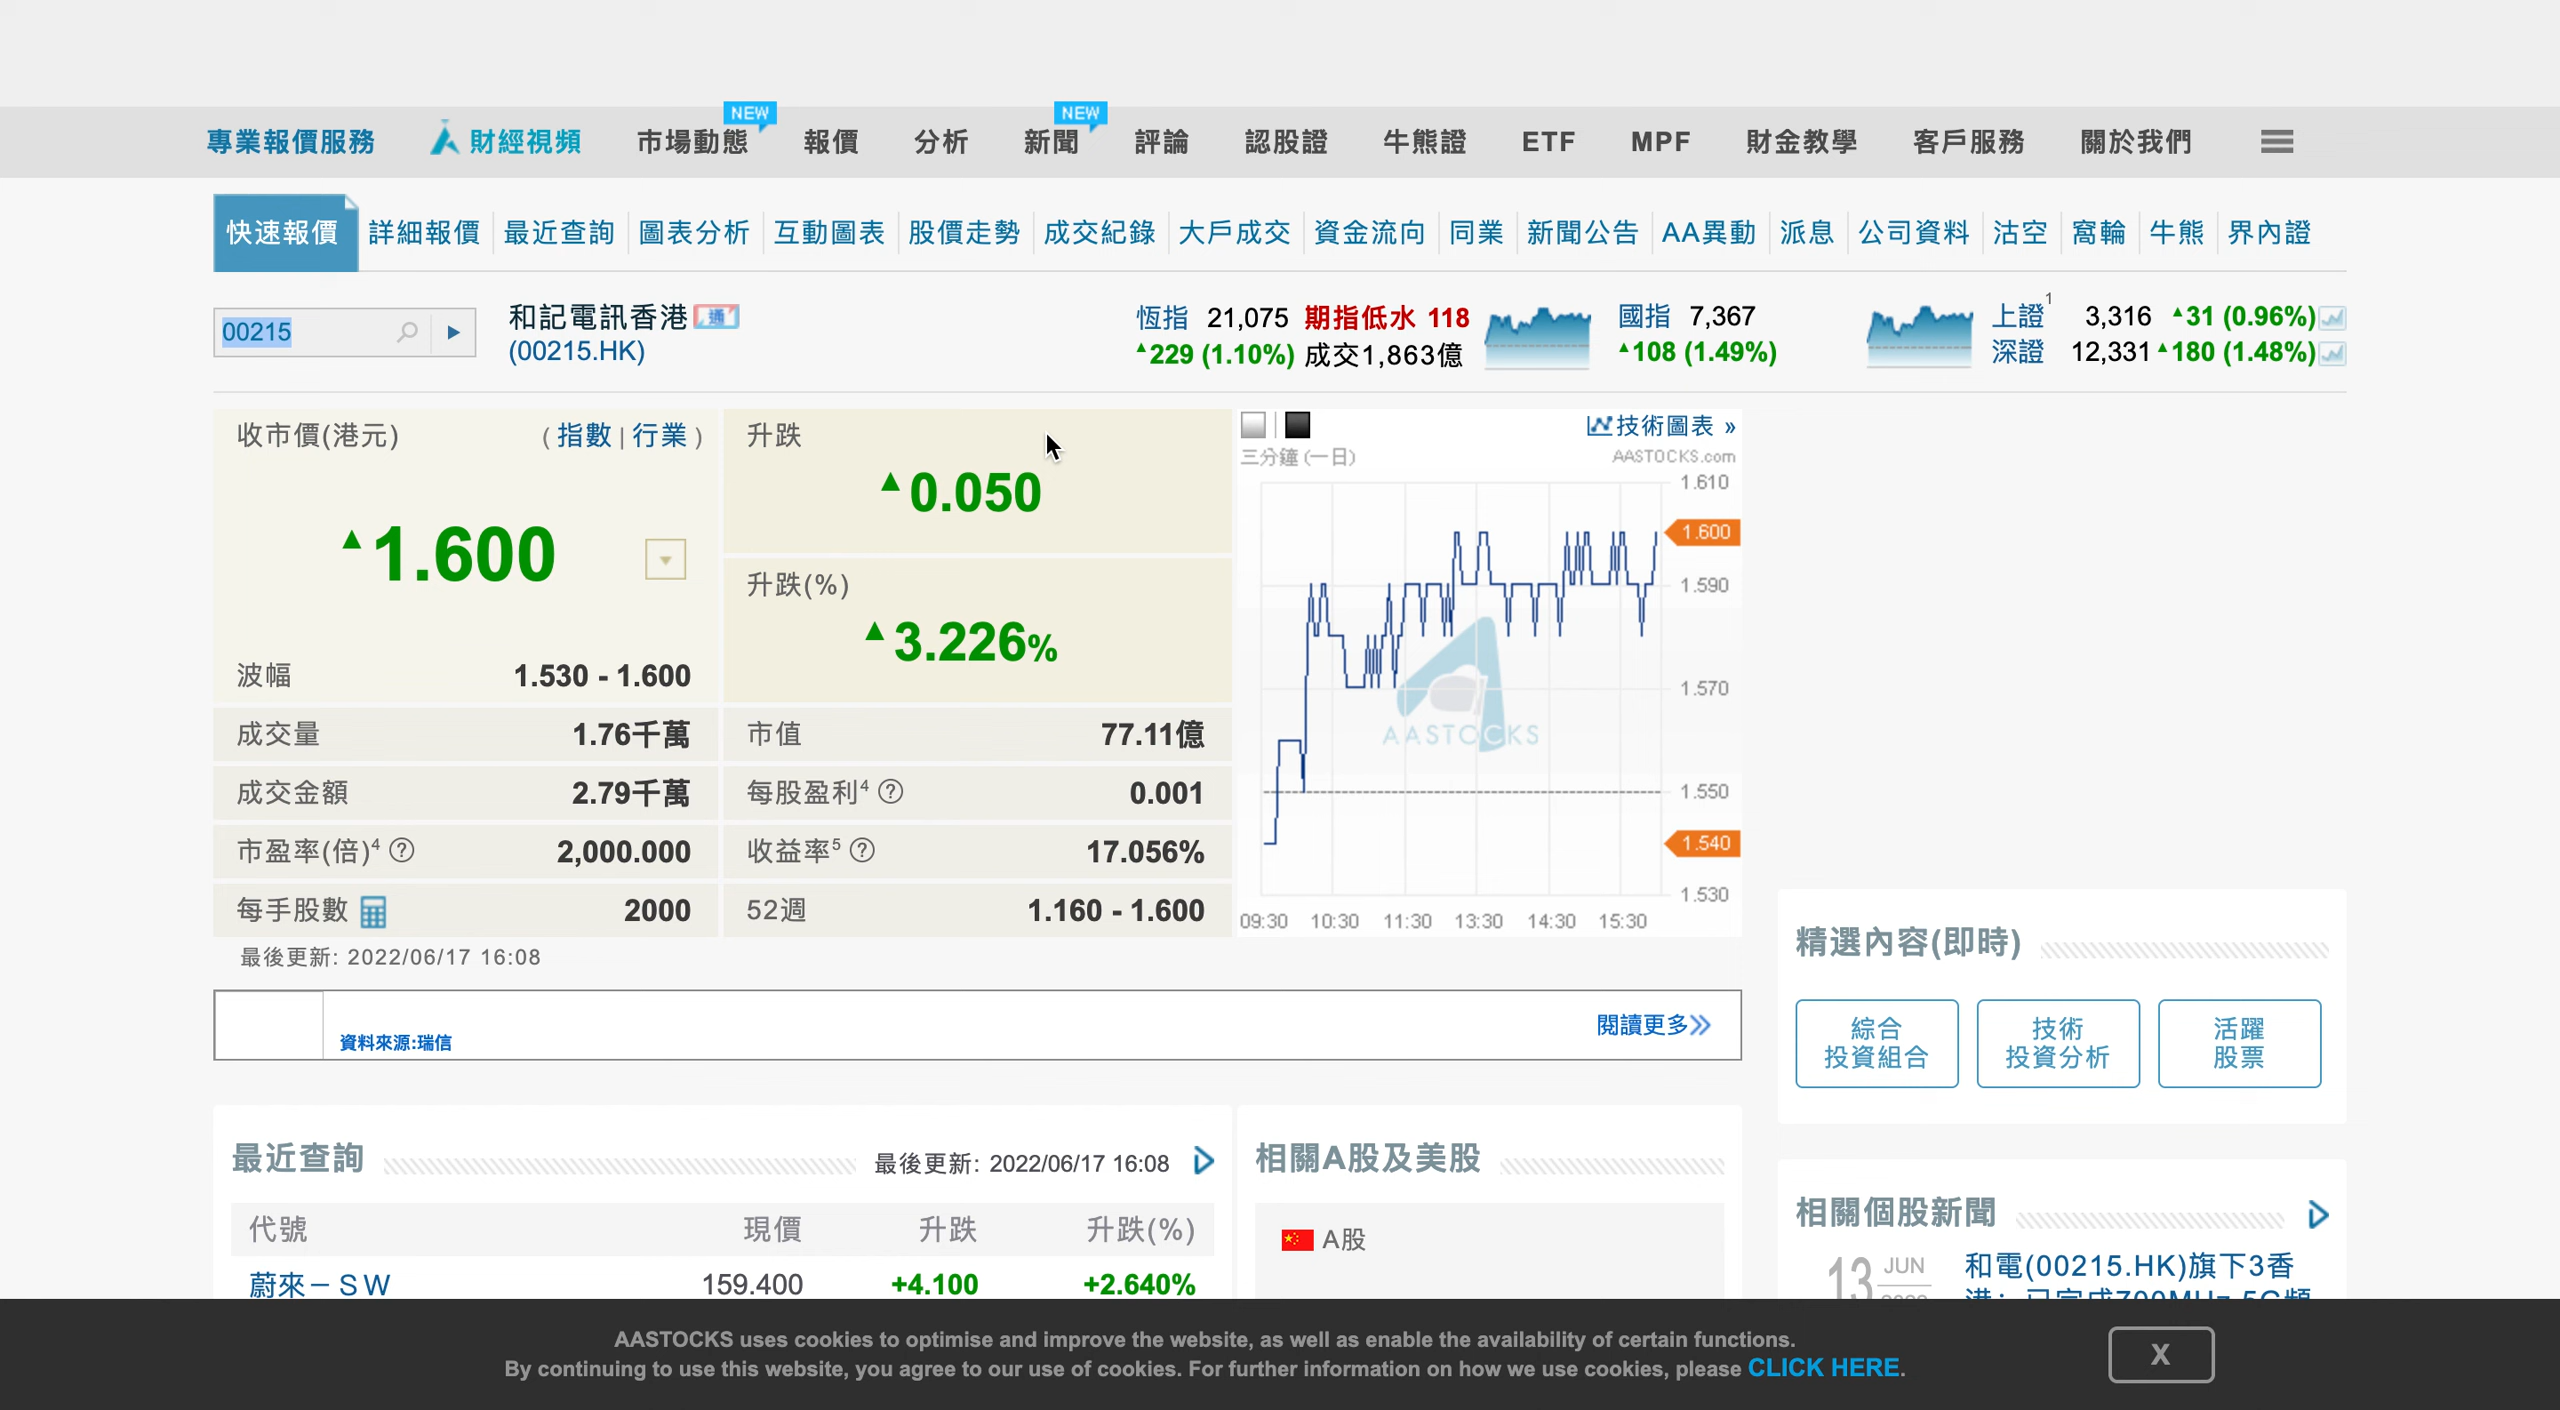 NEW NEW
專業報價服務 財經視頻 市場動態 報價 分析 新聞 評論 認股證 牛熊證 ETF MPF 財金教學 客戶服務 關於我們
快速報價 詳細報價 最近查詢 圖表分析 互動圖表 股價走勢 成交紀錄 大戶成交 資金流向 同業 新聞公告 AA異動 派息 公司資料 沽空 窩輪 牛熊 界內證
00215
和記電訊香港 通
(00215.HK)
恆指 21,075 期指低水 118
▲229 (1.10%) 成交1,863億
國指 7,367
▲108 (1.49%)
上證1 3,316 ▲31 (0.96%)
深證 12,331 ▲180 (1.48%)
收市價(港元) ( 指數 | 行業 )
▲1.600
波幅 1.530 - 1.600
升跌
▲0.050
升跌(%)
▲3.226%
成交量 1.76千萬 市值 77.11億
成交金額 2.79千萬 每股盈利4 ? 0.001
市盈率(倍)4 ? 2,000.000 收益率5 ? 17.056%
每手股數 2000 52週 1.160 - 1.600
最後更新: 2022/06/17 16:08
技術圖表 »
三分鐘 (一日) AASTOCKS.com
1.610
1.600
1.590
1.570
AASTOCKS
1.550
1.540
1.530
09:30 10:30 11:30 13:30 14:30 15:30
資料來源:瑞信
閱讀更多
精選內容(即時)
綜合
投資組合
技術
投資分析
活躍
股票
最近查詢 最後更新: 2022/06/17 16:08
代號 現價 升跌 升跌(%)
蔚來－ＳＷ 159.400 +4.100 +2.640%
相關A股及美股
A股
相關個股新聞
13 JUN
和電(00215.HK)旗下3香
AASTOCKS uses cookies to optimise and improve the website, as well as enable the availability of certain functions.
By continuing to use this website, you agree to our use of cookies. For further information on how we use cookies, please CLICK HERE.
X